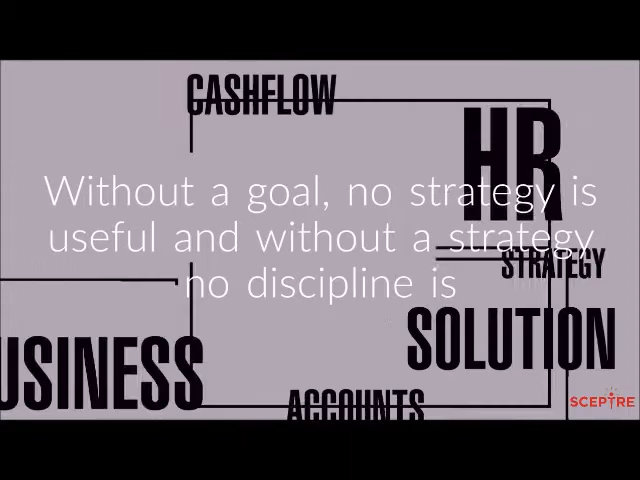 CASHFLOW
HR
Without a goal, no strategy is
useful and without a strategy
no discipline is
STRATEGY
SOLUTION
USINESS
ACCOUNTS
SCEPTRE